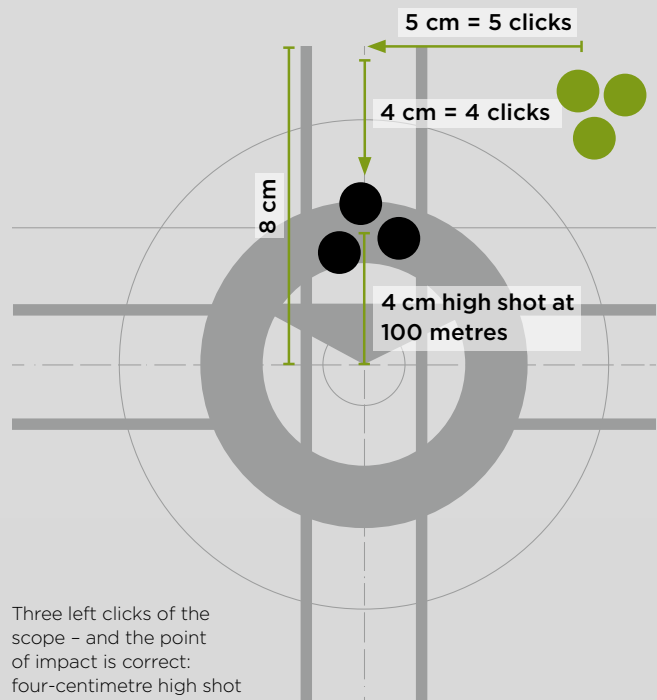 5 cm = 5 clicks
4 cm = 4 clicks
8 cm
4 cm high shot at
100 metres
Three left clicks of the
scope – and the point
of impact is correct:
four-centimetre high shot